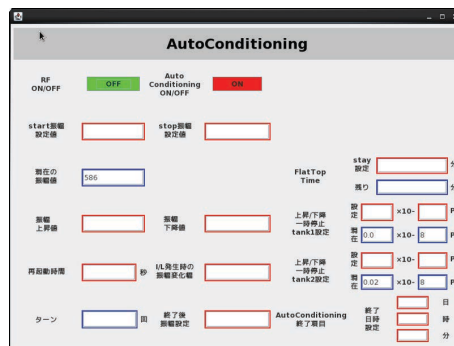 AutoConditioning
RF
ON/OFF
OFF
Auto
Conditioning
ON/OFF
ON
start振幅
設定値
stop振幅
設定値
現在の
振幅値
586
FlatTop
Time
stay
設定
分
残り
分
振幅
上昇値
振幅
下降値
上昇/下降
一時停止
tank1設定
設定
×10-
P
現在
0.0
×10-
8
P
再起動時間
秒
I/L発生時の
振幅変化幅
上昇/下降
一時停止
tank2設定
設定
×10-
P
現在
0.02
×10-
8
P
ターン
回
終了後
振幅設定
AutoConditioning
終了項目
終了
日時
設定
日
時
分